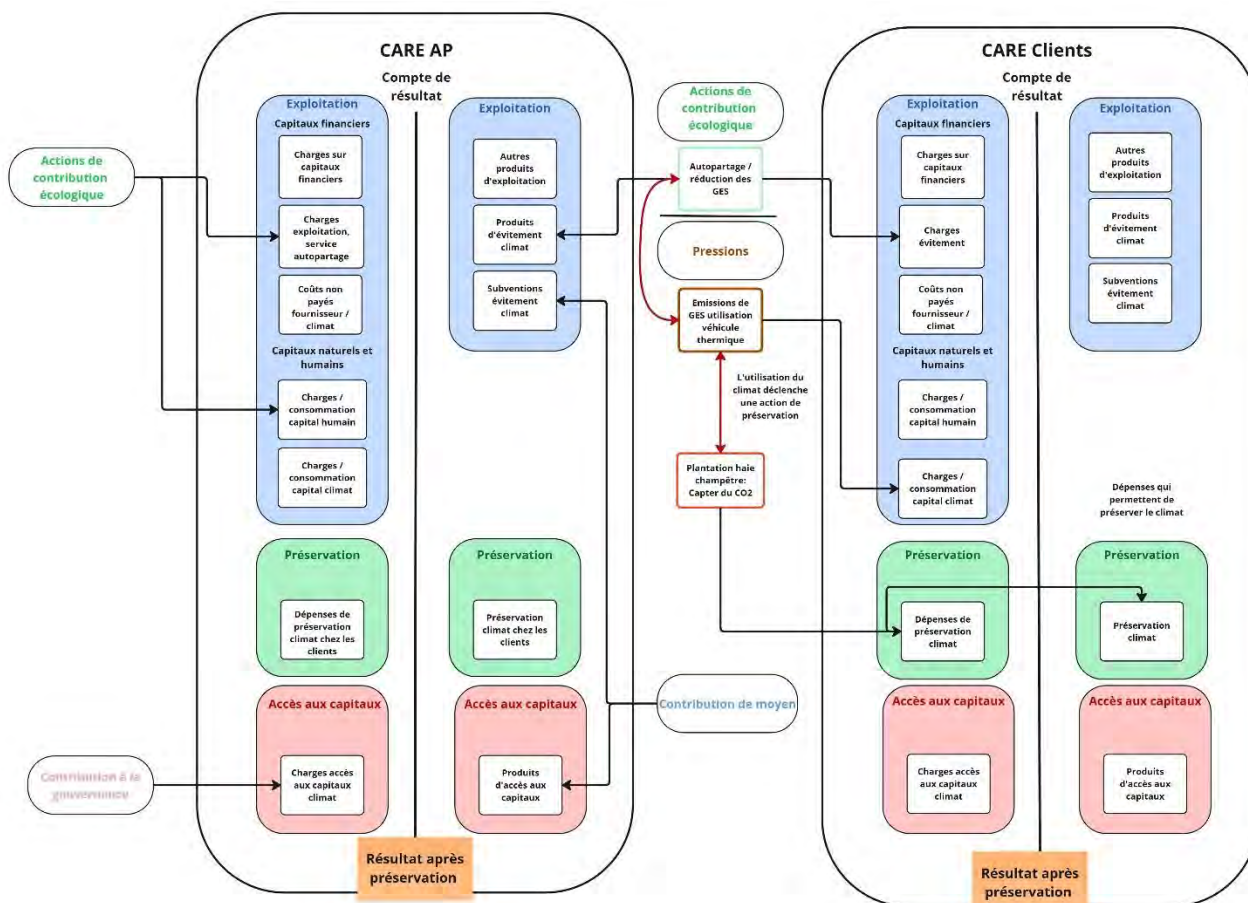 CARE AP
Compte de
résultat
Exploitation
Capitaux financiers
Charges sur
capitaux
financiers
Charges
exploitation,
service
autopartage
Coûts non
payés
fournisseur /
climat
Capitaux naturels et
humains
Charges /
consommation
capital humain
Charges /
consommation
capital climat
Préservation
Dépenses de
préservation
climat chez les
clients
Accès aux capitaux
Charges accès
aux capitaux
climat
Exploitation
Autres
produits
d'exploitation
Produits
d'évitement
climat
Subventions
évitement
climat
Préservation
Préservation
climat chez les
clients
Accès aux capitaux
Produits
d'accès aux
capitaux
Résultat après
préservation
Actions de
contribution
écologique
Contribution à la
gouvernance
Actions de
contribution
écologique
Autopartage /
réduction des
GES
Pressions
Emissions de
GES utilisation
véhicule
thermique
L'utilisation du
climat déclenche
une action de
préservation
Plantation haie
champêtre:
Capter du CO2
Contribution de moyen
CARE Clients
Compte de
résultat
Exploitation
Capitaux financiers
Charges sur
capitaux
financiers
Charges
évitement
Coûts non
payés
fournisseur /
climat
Capitaux naturels et
humains
Charges /
consommation
capital humain
Charges /
consommation
capital climat
Préservation
Dépenses de
préservation
climat
Accès aux capitaux
Charges accès
aux capitaux
climat
Exploitation
Autres
produits
d'exploitation
Produits
d'évitement
climat
Subventions
évitement
climat
Dépenses qui
permettent de
préserver le climat
Préservation
Préservation
climat
Accès aux capitaux
Produits
d'accès aux
capitaux
Résultat après
préservation